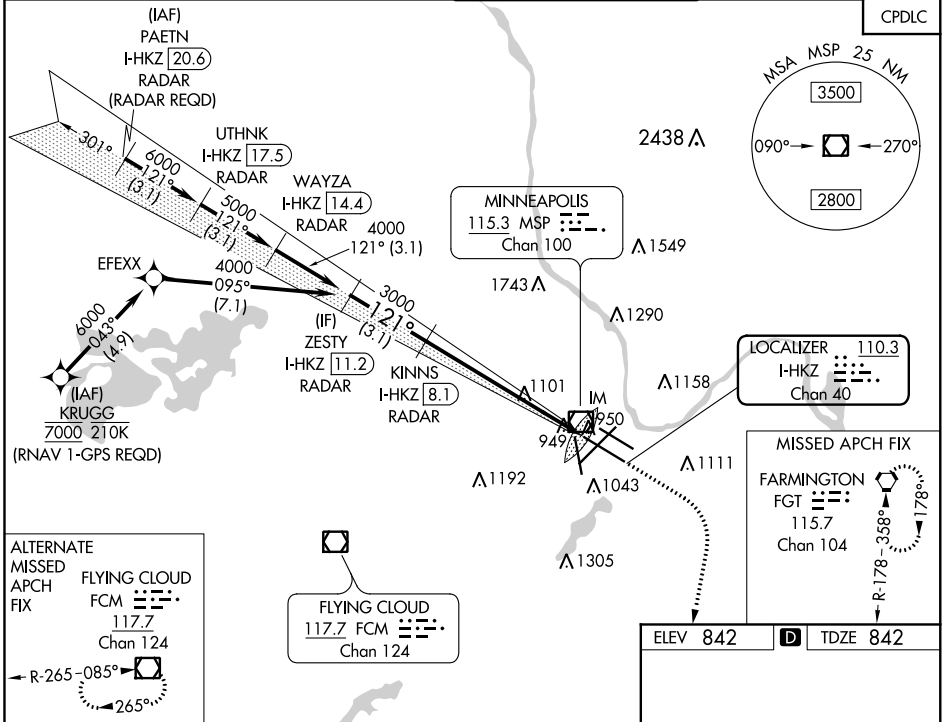 CPDLC
(IAF)
PAETN
I-HKZ 20.6
RADAR
(RADAR REQD)
301°
6000
121°
(3.1)
UTHNK
I-HKZ 17.5
RADAR
5000
121°
(3.1)
WAYZA
I-HKZ 14.4
RADAR
4000
121° (3.1)
MSA MSP 25 NM
3500
090°
270°
2800
2438
MINNEAPOLIS
115.3 MSP
Chan 100
1549
1743
1290
EFEXX
4000
095°
(7.1)
6000
043°
(4.9)
3000
121°
(3.1)
(IF)
ZESTY
I-HKZ 11.2
RADAR
KINNS
I-HKZ 8.1
RADAR
(IAF)
KRUGG
7000 210K
(RNAV 1-GPS REQD)
LOCALIZER 110.3
I-HKZ
Chan 40
1101
1158
IM
950
949
1192
1043
1111
1305
MISSED APCH FIX
FARMINGTON
FGT
115.7
Chan 104
178°
R-178
358°
ALTERNATE
MISSED
APCH
FIX
FLYING CLOUD
FCM
117.7
Chan 124
R-265
085°
265°
FLYING CLOUD
117.7 FCM
Chan 124
ELEV 842
D
TDZE 842